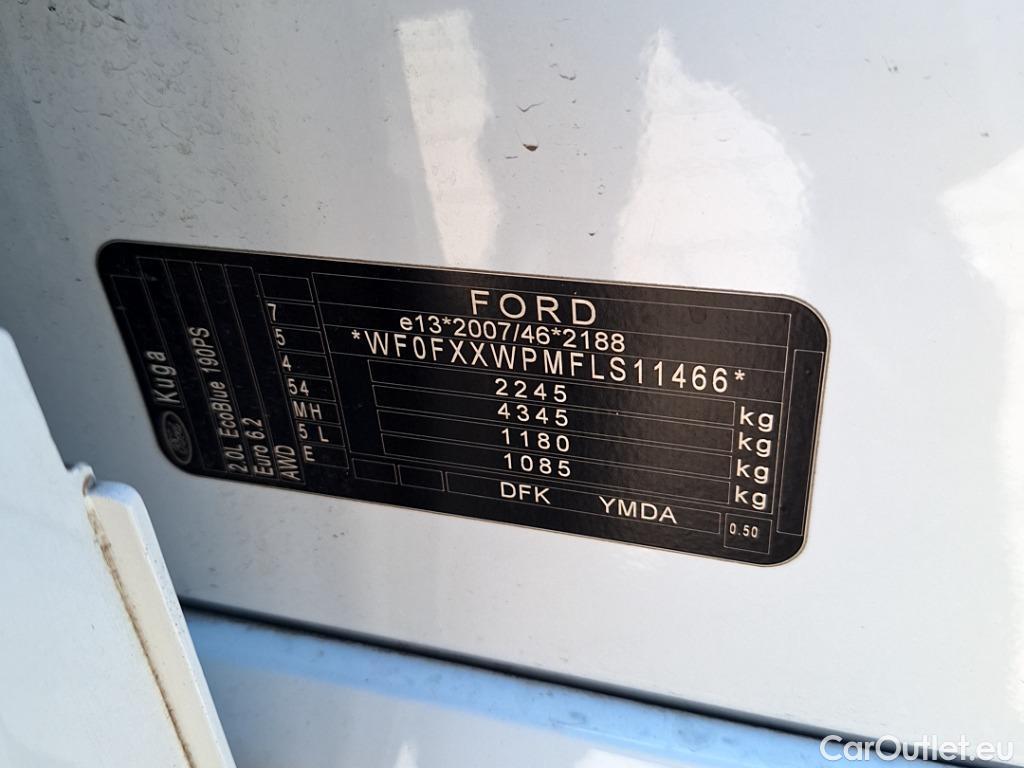 FORD
e13*2007/46*2188
*WF0FXXWPMFLS11466*
2245 kg
4345 kg
1180 kg
1085 kg
DFK YMDA
0.50
7
5
4
54
MH
5 L
E
Ford
Kuga
2.0L EcoBlue 190PS
Euro 6.2
AWD
CarOutlet.eu